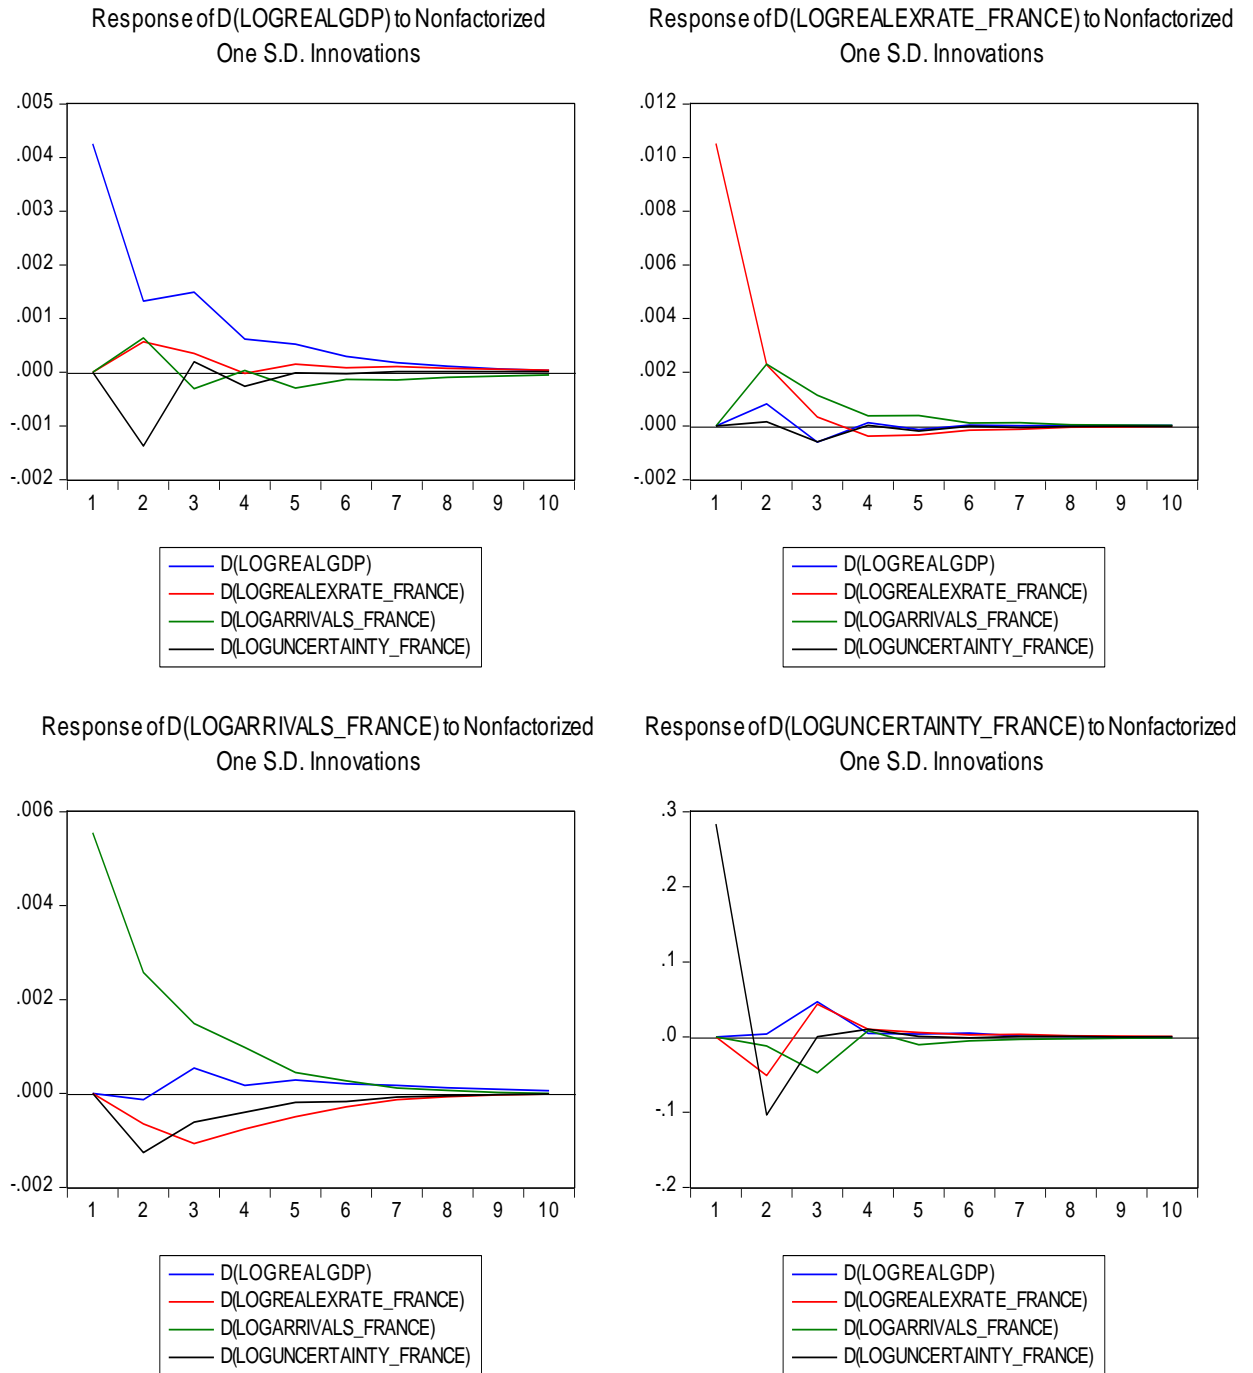 Response of D(LOGREALGDP) to Nonfactorized
One S.D. Innovations
.005
.004
.003
.002
.001
.000
-.001
-.002
1 2 3 4 5 6 7 8 9 10
D(LOGREALGDP)
D(LOGREALEXRATE_FRANCE)
D(LOGARRIVALS_FRANCE)
D(LOGUNCERTAINTY_FRANCE)
Response of D(LOGREALEXRATE_FRANCE) to Nonfactorized
One S.D. Innovations
.012
.010
.008
.006
.004
.002
.000
-.002
1 2 3 4 5 6 7 8 9 10
D(LOGREALGDP)
D(LOGREALEXRATE_FRANCE)
D(LOGARRIVALS_FRANCE)
D(LOGUNCERTAINTY_FRANCE)
Response of D(LOGARRIVALS_FRANCE) to Nonfactorized
One S.D. Innovations
.006
.004
.002
.000
-.002
1 2 3 4 5 6 7 8 9 10
D(LOGREALGDP)
D(LOGREALEXRATE_FRANCE)
D(LOGARRIVALS_FRANCE)
D(LOGUNCERTAINTY_FRANCE)
Response of D(LOGUNCERTAINTY_FRANCE) to Nonfactorized
One S.D. Innovations
.3
.2
.1
.0
-.1
-.2
1 2 3 4 5 6 7 8 9 10
D(LOGREALGDP)
D(LOGREALEXRATE_FRANCE)
D(LOGARRIVALS_FRANCE)
D(LOGUNCERTAINTY_FRANCE)